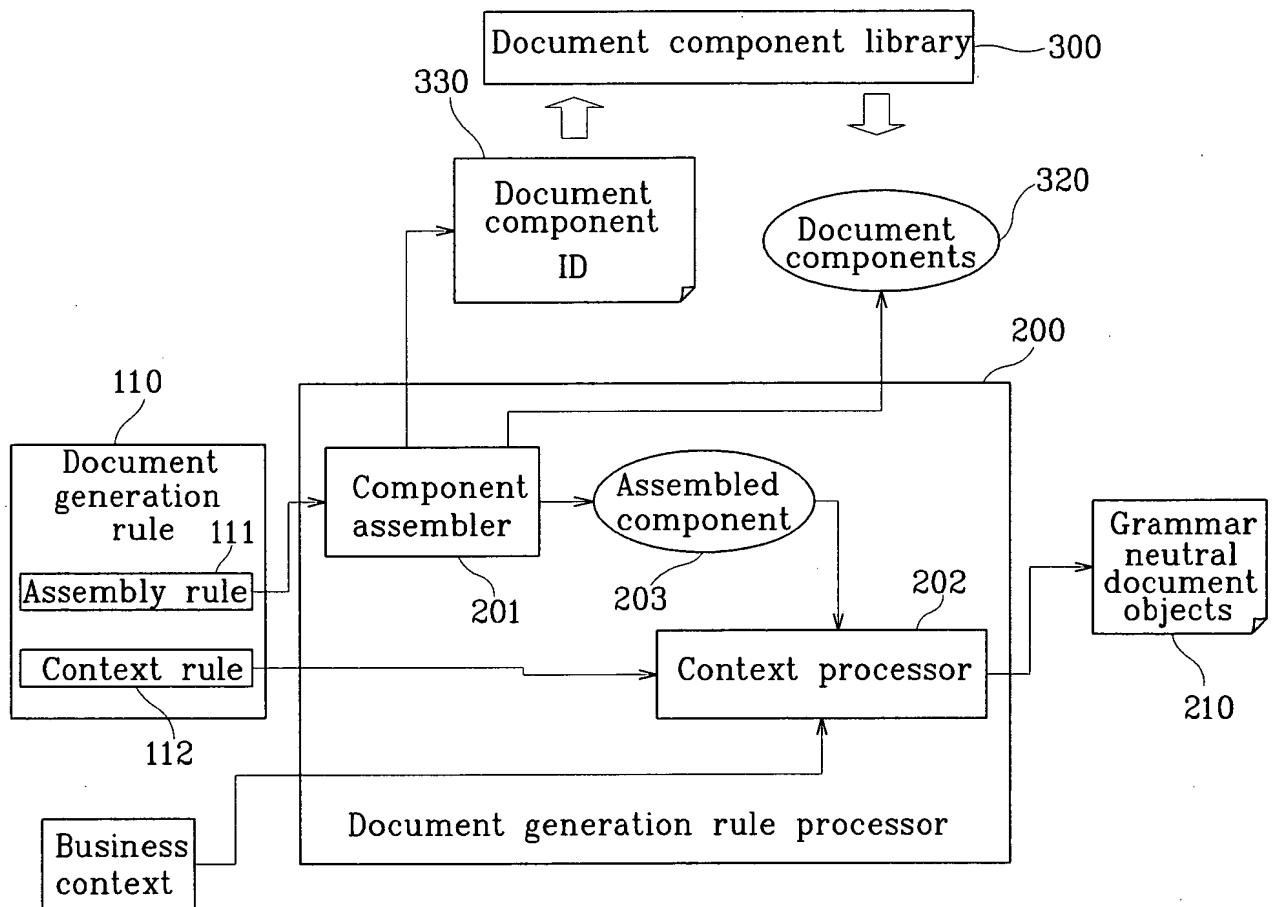 Document component library
300
330
Document
component
ID
320
Document
components
200
110
Document
generation
rule
111
Assembly rule
Context rule
112
Component
assembler
201
Assembled
component
203
202
Context processor
Grammar
neutral
document
objects
210
Document generation rule processor
Business
context